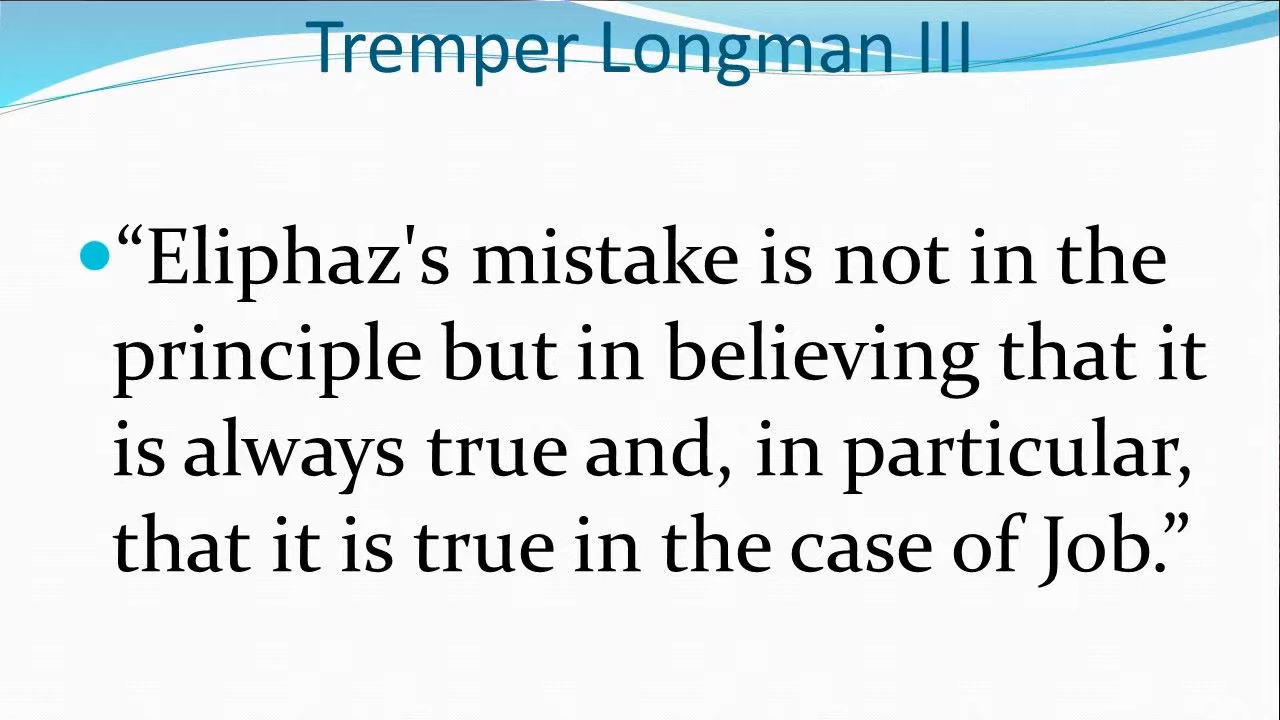 Tremper Longman III
•“Eliphaz's mistake is not in the
principle but in believing that it
is always true and, in particular,
that it is true in the case of Job.”